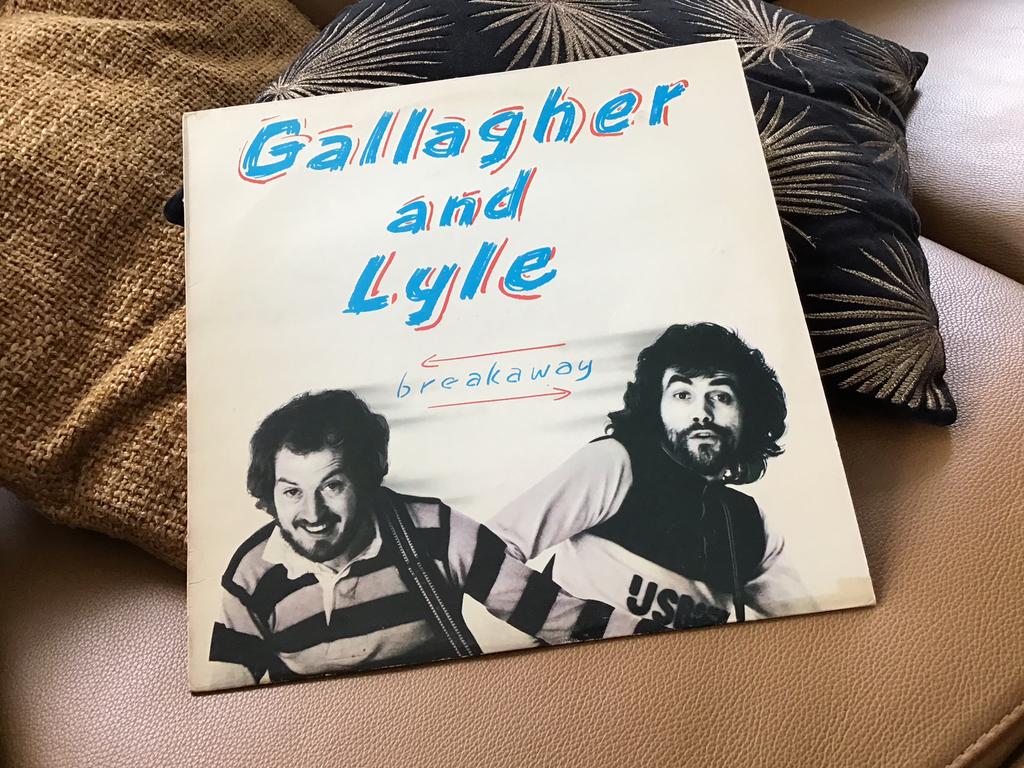 Gallagher
and
Lyle
breakaway